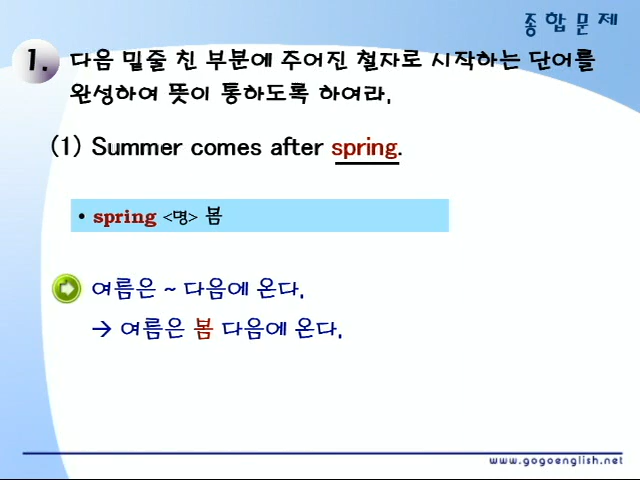 종합문제
1. 다음 밑줄 친 부분에 주어진 철자로 시작하는 단어를
완성하여 뜻이 통하도록 하여라.
(1) Summer comes after spring.
• spring <명> 봄
여름은 ~ 다음에 온다.
→ 여름은 봄 다음에 온다.
www.gogoenglish.net